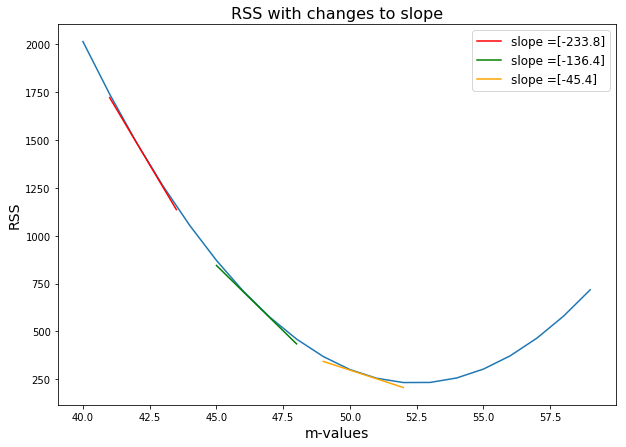 RSS with changes to slope
slope =[-233.8]
slope =[-136.4]
slope =[-45.4]
2000
1750
1500
1250
1000
750
500
250
RSS
40.0 42.5 45.0 47.5 50.0 52.5 55.0 57.5
m-values